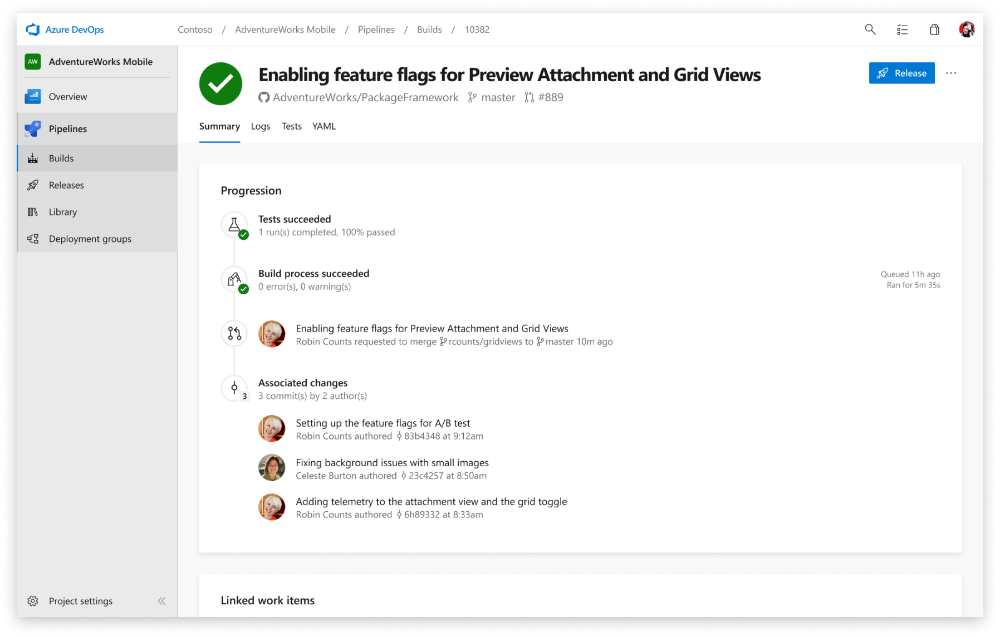 Azure DevOps
Contoso / AdventureWorks Mobile / Pipelines / Builds / 10382
AW AdventureWorks Mobile
Overview
Pipelines
Builds
Releases
Library
Deployment groups
Project settings
Enabling feature flags for Preview Attachment and Grid Views
AdventureWorks/PackageFramework master #889
Release
Summary Logs Tests YAML
Progression
Tests succeeded
1 run(s) completed, 100% passed
Build process succeeded
0 error(s), 0 warning(s)
Queued 11h ago
Ran for 5m 35s
Enabling feature flags for Preview Attachment and Grid Views
Robin Counts requested to merge rcounts/gridviews to master 10m ago
Associated changes
3
3 commit(s) by 2 author(s)
Setting up the feature flags for A/B test
Robin Counts authored 83b4348 at 9:12am
Fixing background issues with small images
Celeste Burton authored 23c4257 at 8:50am
Adding telemetry to the attachment view and the grid toggle
Robin Counts authored 6h89332 at 8:33am
Linked work items